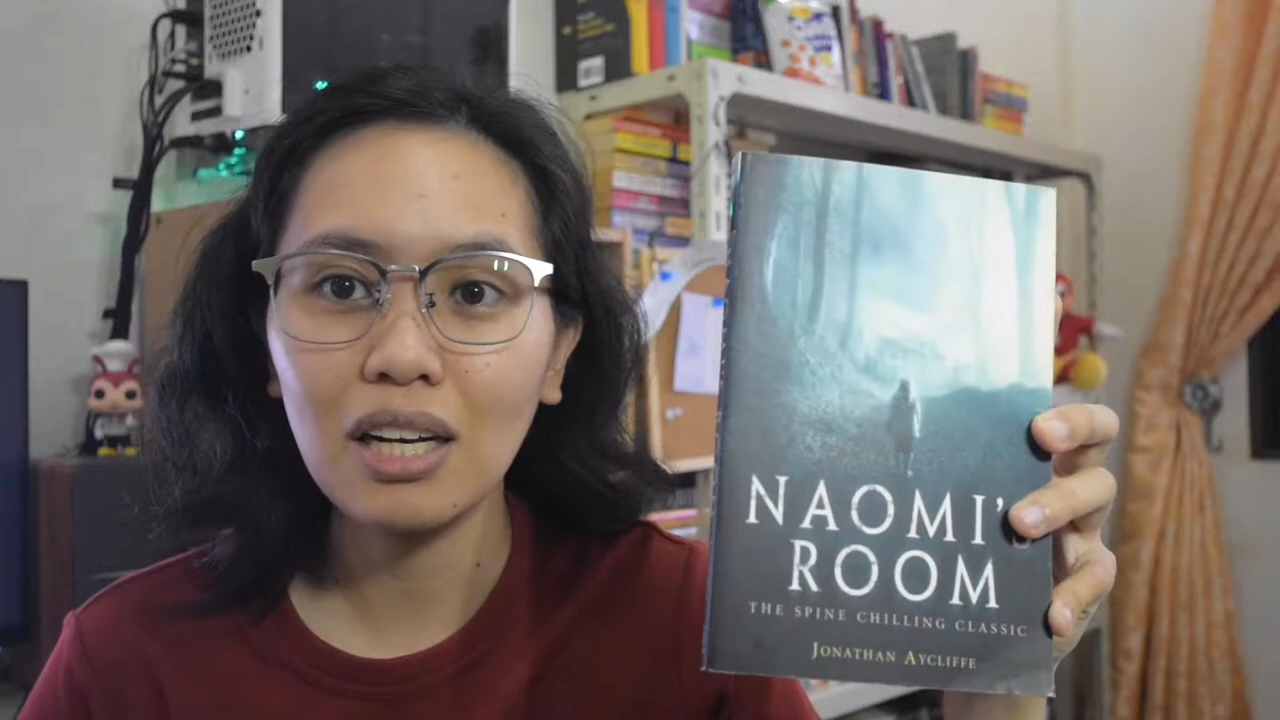 NAOMI'S
ROOM
THE SPINE CHILLING CLASSIC
JONATHAN AYCLIFFE